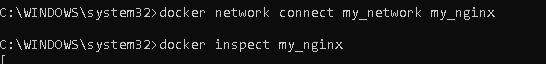 C:\WINDOWS\system32>docker network connect my_network my_nginx
C:\WINDOWS\system32>docker inspect my_nginx
[